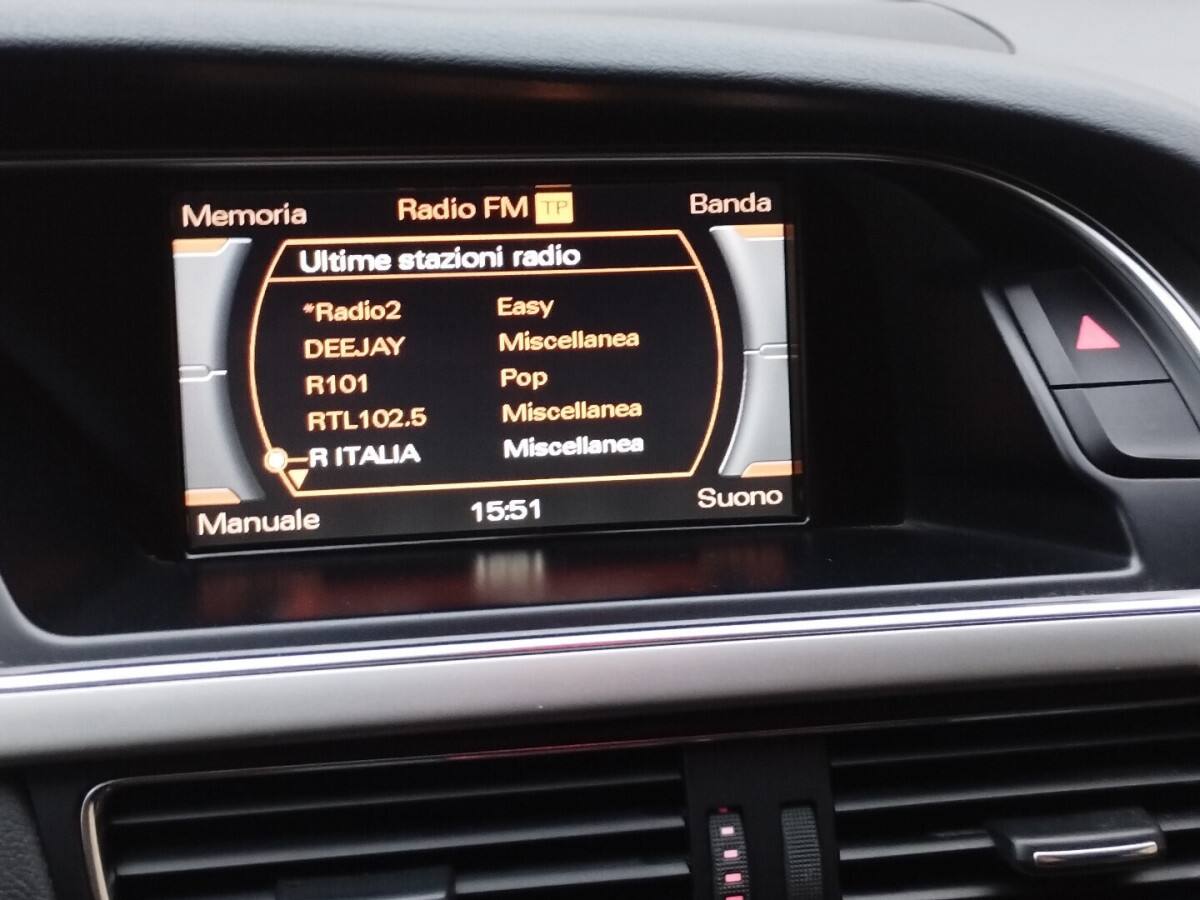 Memoria Radio FM TP Banda
Ultime stazioni radio
*Radio2 Easy
DEEJAY Miscellanea
R101 Pop
RTL102.5 Miscellanea
R ITALIA Miscellanea
Manuale 15:51 Suono